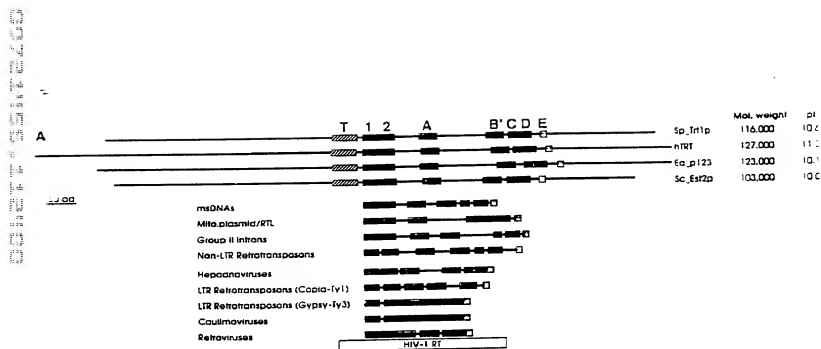 Mol. weight pI
T 1 2 A B' C D E
A
Sp_Trt1p 116,000
hTRT 127,000
Ea_p123 123,000
Sc_Est2p 103,000
msDNAs
Mito.plasmid/RTL
Group II Introns
Non-LTR Retrotransposons
Hepadnaviruses
LTR Retrotransposons (Copia-Ty1)
LTR Retrotransposons (Gypsy-Ty3)
Caulimoviruses
Retroviruses
HIV-1 RT